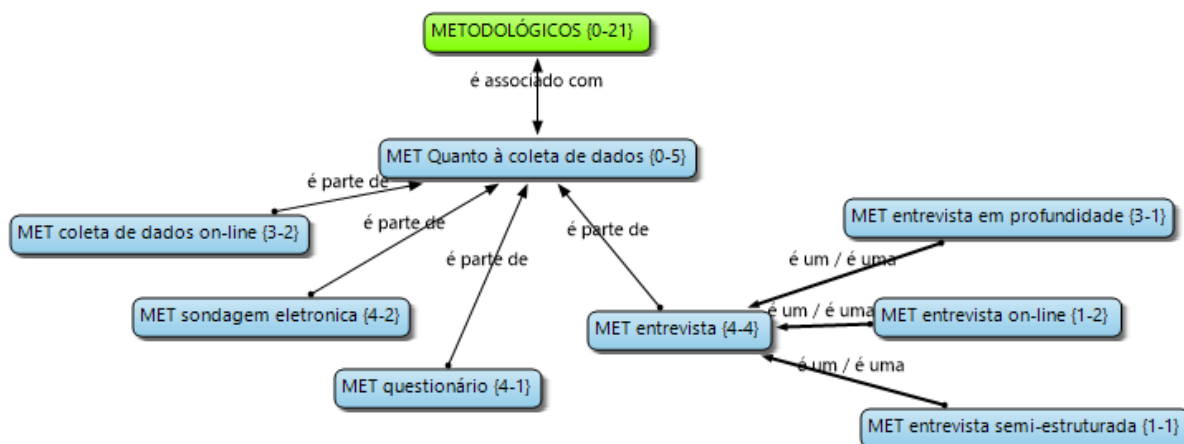 METODOLÓGICOS {0-21}
é associado com
MET Quanto à coleta de dados {0-5}
é parte de
é parte de
é parte de
é parte de
MET coleta de dados on-line {3-2}
MET entrevista em profundidade {3-1}
é um / é uma
MET sondagem eletronica {4-2}
MET entrevista {4-4}
é um / é uma
MET entrevista on-line {1-2}
é um / é uma
MET questionário {4-1}
MET entrevista semi-estruturada {1-1}